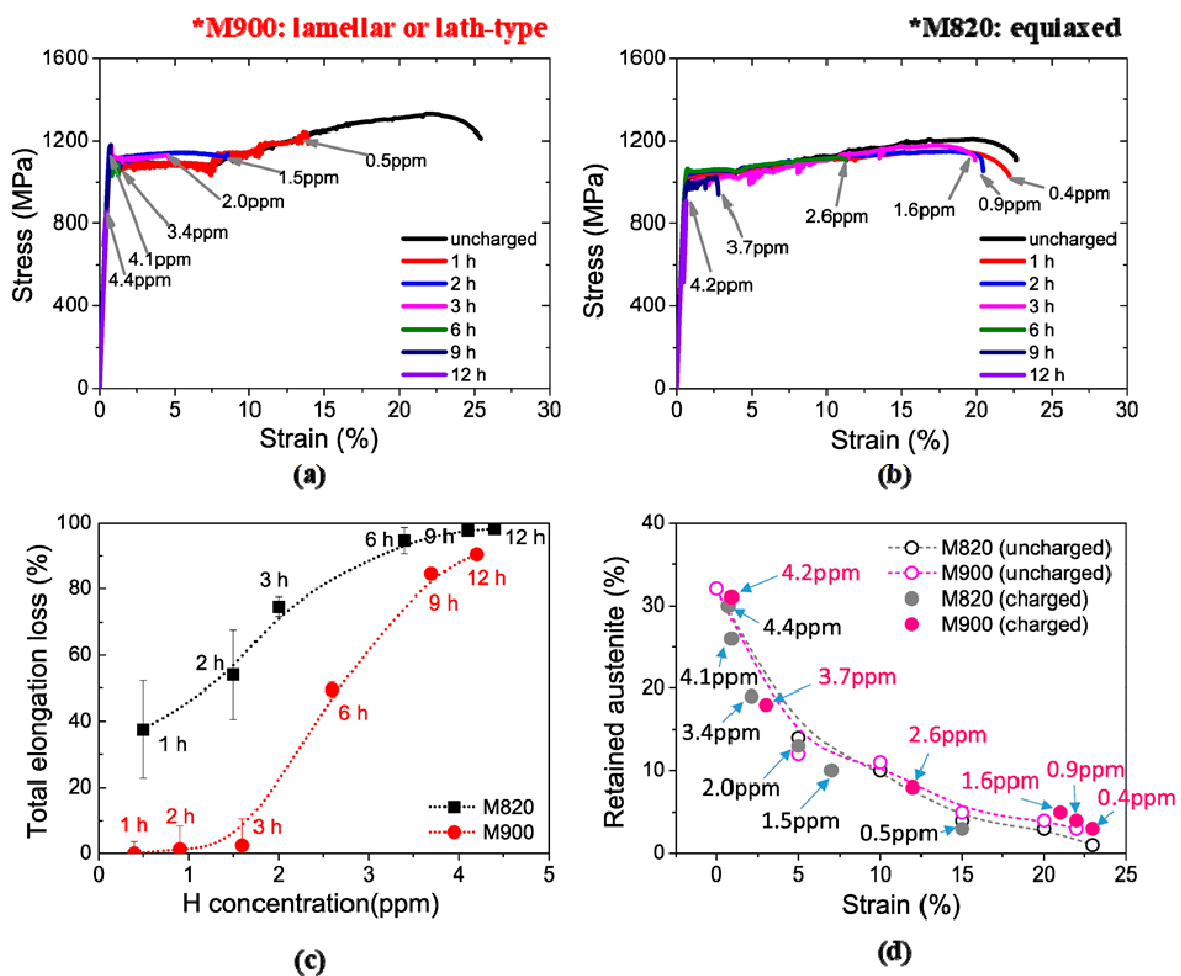 *M900: lamellar or lath-type
*M820: equiaxed
1600
1200
800
400
0
Stress (MPa)
0.5ppm
1.5ppm
2.0ppm
3.4ppm
4.1ppm
4.4ppm
uncharged
1 h
2 h
3 h
6 h
9 h
12 h
0 5 10 15 20 25 30
Strain (%)
(a)
1600
1200
800
400
0
Stress (MPa)
2.6ppm
1.6ppm
0.9ppm
0.4ppm
3.7ppm
4.2ppm
uncharged
1 h
2 h
3 h
6 h
9 h
12 h
0 5 10 15 20 25 30
Strain (%)
(b)
100
80
60
40
20
0
Total elongation loss (%)
1 h
2 h
3 h
6 h
9 h
12 h
1 h
2 h
3 h
6 h
9 h
12 h
M820
M900
0 1 2 3 4 5
H concentration(ppm)
(c)
40
30
20
10
0
Retained austenite (%)
M820 (uncharged)
M900 (uncharged)
M820 (charged)
M900 (charged)
4.2ppm
4.4ppm
4.1ppm
3.7ppm
3.4ppm
2.6ppm
2.0ppm
1.5ppm
1.6ppm
0.9ppm
0.4ppm
0.5ppm
0 5 10 15 20 25
Strain (%)
(d)